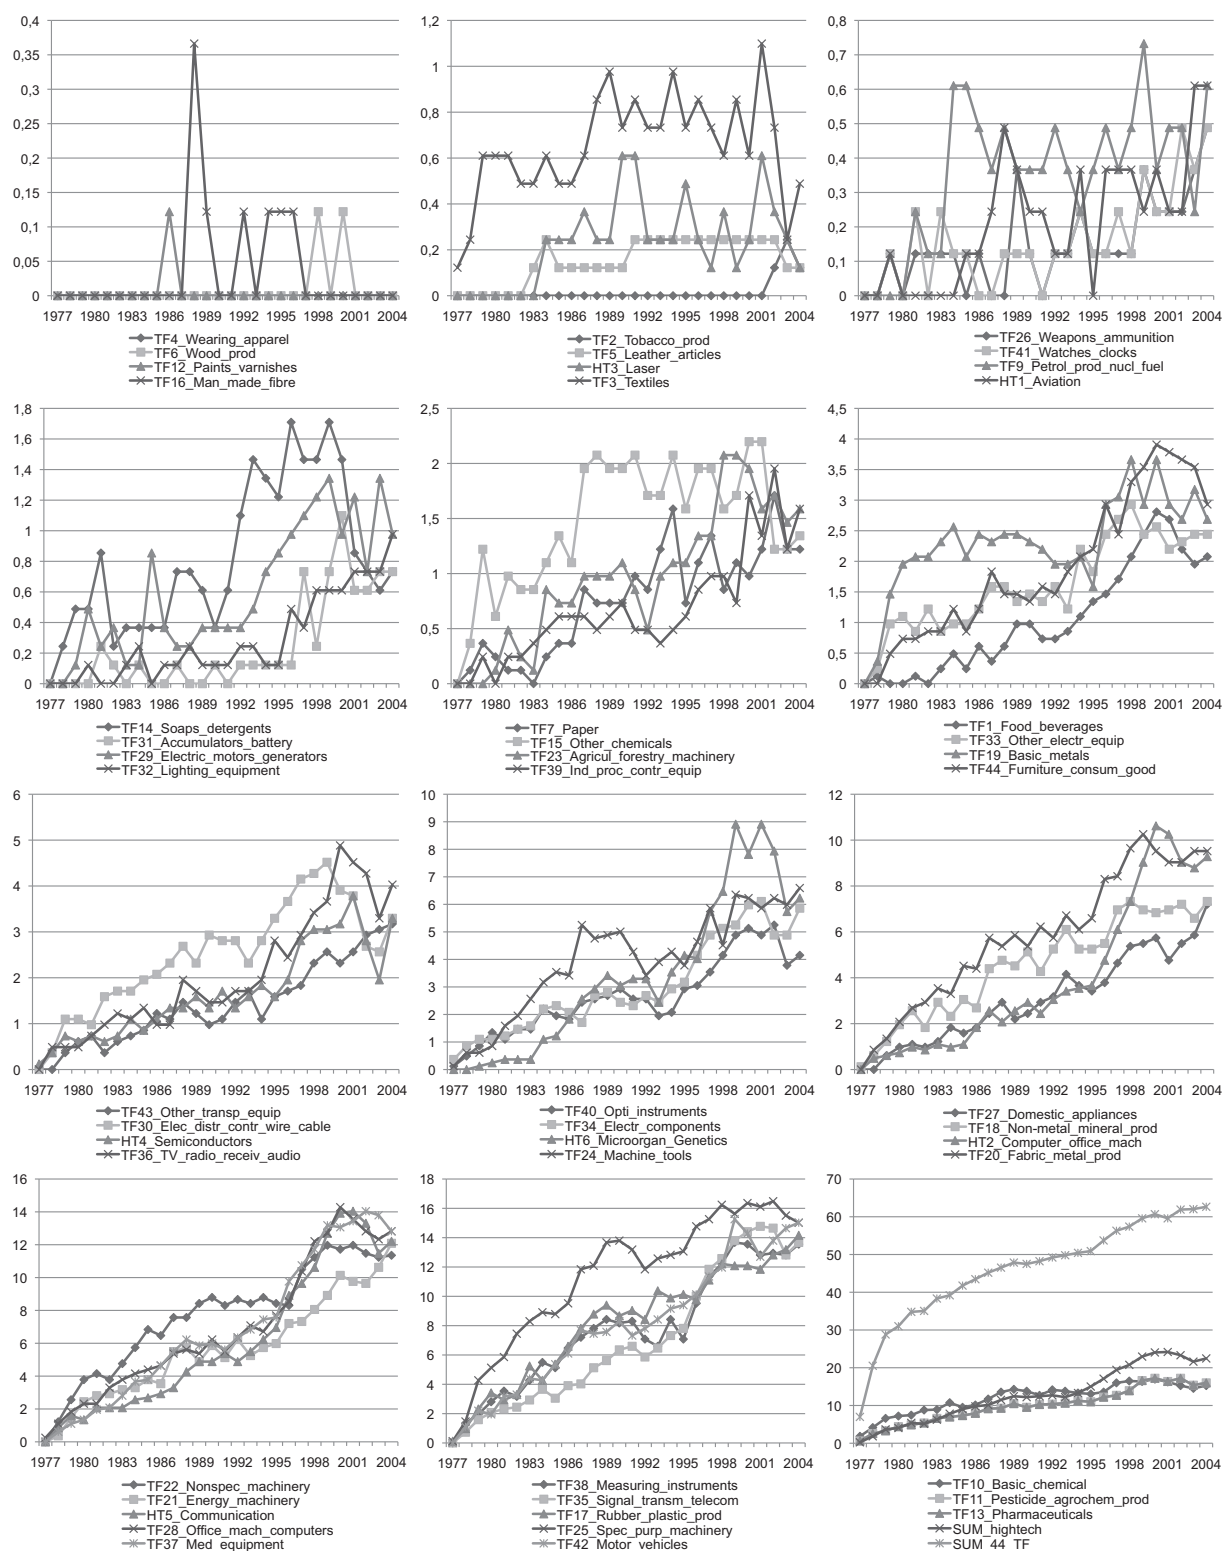 0,4
0,35
0,3
0,25
0,2
0,15
0,1
0,05
0
1977 1980 1983 1986 1989 1992 1995 1998 2001 2004
TF4_Wearing_apparel
TF6_Wood_prod
TF12_Paints_varnishes
TF16_Man_made_fibre
1,2
1
0,8
0,6
0,4
0,2
0
1977 1980 1983 1986 1989 1992 1995 1998 2001 2004
TF2_Tobacco_prod
TF5_Leather_articles
HT3_Laser
TF3_Textiles
0,8
0,7
0,6
0,5
0,4
0,3
0,2
0,1
0
1977 1980 1983 1986 1989 1992 1995 1998 2001 2004
TF26_Weapons_ammunition
TF41_Watches_clocks
TF9_Petrol_prod_nucl_fuel
HT1_Aviation
1,8
1,6
1,4
1,2
1
0,8
0,6
0,4
0,2
0
1977 1980 1983 1986 1989 1992 1995 1998 2001 2004
TF14_Soaps_detergents
TF31_Accumulators_battery
TF29_Electric_motors_generators
TF32_Lighting_equipment
2,5
2
1,5
1
0,5
0
1977 1980 1983 1986 1989 1992 1995 1998 2001 2004
TF7_Paper
TF15_Other_chemicals
TF23_Agricul_forestry_machinery
TF39_Ind_proc_contr_equip
4,5
4
3,5
3
2,5
2
1,5
1
0,5
0
1977 1980 1983 1986 1989 1992 1995 1998 2001 2004
TF1_Food_beverages
TF33_Other_electr_equip
TF19_Basic_metals
TF44_Furniture_consum_good
6
5
4
3
2
1
0
1977 1980 1983 1986 1989 1992 1995 1998 2001 2004
TF43_Other_transp_equip
TF30_Elec_distr_contr_wire_cable
HT4_Semiconductors
TF36_TV_radio_receiv_audio
10
9
8
7
6
5
4
3
2
1
0
1977 1980 1983 1986 1989 1992 1995 1998 2001 2004
TF40_Opti_instruments
TF34_Electr_components
HT6_Microorgan_Genetics
TF24_Machine_tools
12
10
8
6
4
2
0
1977 1980 1983 1986 1989 1992 1995 1998 2001 2004
TF27_Domestic_appliances
TF18_Non-metal_mineral_prod
HT2_Computer_office_mach
TF20_Fabric_metal_prod
16
14
12
10
8
6
4
2
0
1977 1980 1983 1986 1989 1992 1995 1998 2001 2004
TF22_Nonspec_machinery
TF21_Energy_machinery
HT5_Communication
TF28_Office_mach_computers
TF37_Med_equipment
18
16
14
12
10
8
6
4
2
0
1977 1980 1983 1986 1989 1992 1995 1998 2001 2004
TF38_Measuring_instruments
TF35_Signal_transm_telecom
TF17_Rubber_plastic_prod
TF25_Spec_purp_machinery
TF42_Motor_vehicles
70
60
50
40
30
20
10
0
1977 1980 1983 1986 1989 1992 1995 1998 2001 2004
TF10_Basic_chemical
TF11_Pesticide_agrochem_prod
TF13_Pharmaceuticals
SUM_hightech
SUM_44_TF